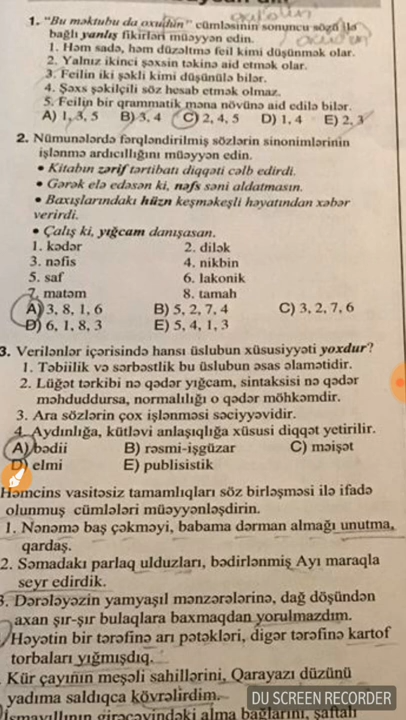 1. "Bu məktubu da oxudun" cümləsinin sonuncu sözü ilə
bağlı yanlış fikirləri müəyyən edin.
1. Həm sadə, həm düzəltmə feil kimi düşünmək olar.
2. Yalnız ikinci şəxsin təkinə aid etmək olar.
3. Feilin iki şəkli kimi düşünülə bilər.
4. Şəxs şəkilçili söz hesab etmək olmaz.
5. Feilin bir qrammatik məna növünə aid edilə bilər.
A) 1, 3, 5 B) 3, 4 C) 2, 4, 5 D) 1, 4 E) 2, 3
2. Nümunələrdə fərqləndirilmiş sözlərin sinonimlərinin
işlənmə ardıcıllığını müəyyən edin.
• Kitabın zərif tərtibatı diqqəti cəlb edirdi.
• Gərək elə edəsən ki, nəfs səni aldatmasın.
• Baxışlarındakı hüzn keşməkeşli həyatından xəbər
verirdi.
• Çalış ki, yığcam danışasan.
1. kədər 2. dilək
3. nəfis 4. nikbin
5. saf 6. lakonik
7. matəm 8. tamah
A) 3, 8, 1, 6 B) 5, 2, 7, 4 C) 3, 2, 7, 6
D) 6, 1, 8, 3 E) 5, 4, 1, 3
3. Verilənlər içərisində hansı üslubun xüsusiyyəti yoxdur?
1. Təbiilik və sərbəstlik bu üslubun əsas əlamətidir.
2. Lüğət tərkibi nə qədər yığcam, sintaksisi nə qədər
məhduddursa, normalılığı o qədər möhkəmdir.
3. Ara sözlərin çox işlənməsi səciyyəvidir.
4. Aydınlığa, kütləvi anlaşıqlığa xüsusi diqqət yetirilir.
A) bədii B) rəsmi-işgüzar C) məişət
D) elmi E) publisistik
Həmcins vasitəsiz tamamlıqları söz birləşməsi ilə ifadə
olunmuş cümlələri müəyyənləşdirin.
1. Nənəmə baş çəkməyi, babama dərman almağı unutma,
qardaş.
2. Səmadakı parlaq ulduzları, bədirlənmiş Ayı maraqla
seyr edirdik.
3. Dərələyəzin yamyaşıl mənzərələrinə, dağ döşündən
axan şır-şır bulaqlara baxmaqdan yorulmazdım.
Həyətin bir tərəfinə arı pətəkləri, digər tərəfinə kartof
torbaları yığmışdıq.
Kür çayının meşəli sahillərini, Qarayazı düzünü
yadıma saldıqca kövrəlirdim.
İsmayıllının girəcəyindəki alma bağlarını, şaftalı
DU SCREEN RECORDER